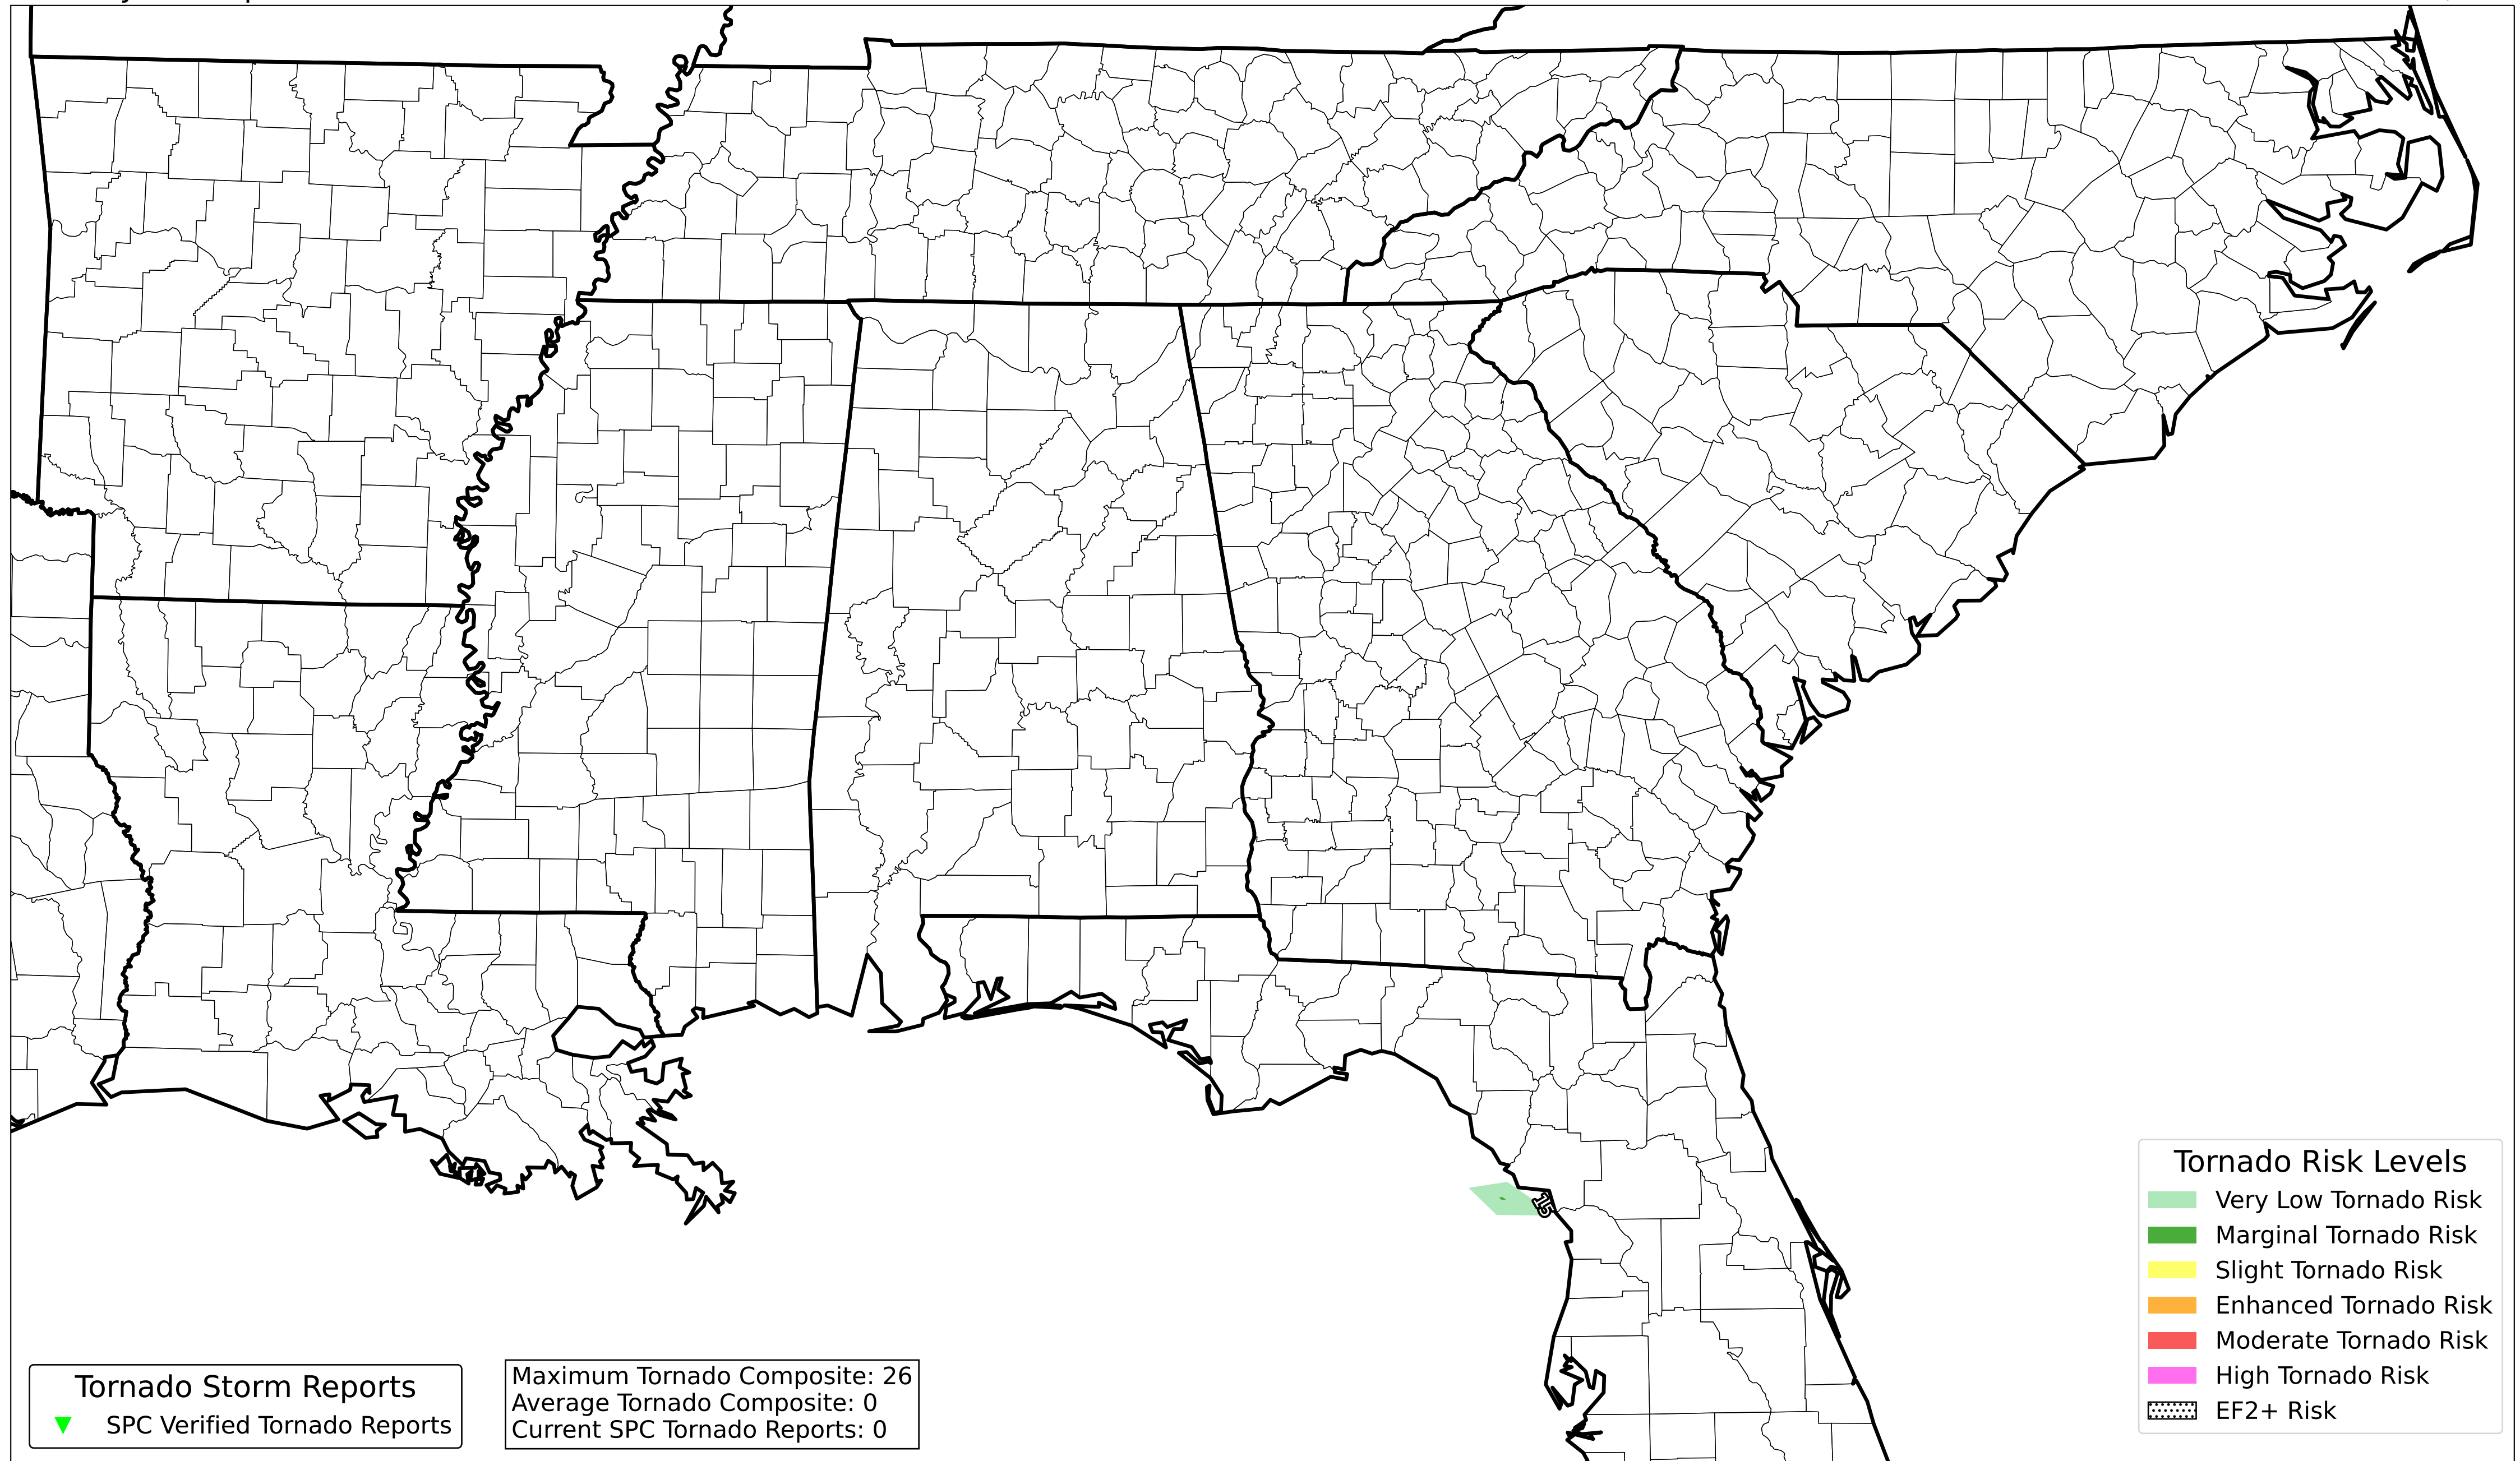 15
Tornado Risk Levels
Very Low Tornado Risk
Marginal Tornado Risk
Slight Tornado Risk
Enhanced Tornado Risk
Moderate Tornado Risk
High Tornado Risk
EF2+ Risk
Tornado Storm Reports
SPC Verified Tornado Reports
Maximum Tornado Composite: 26
Average Tornado Composite: 0
Current SPC Tornado Reports: 0